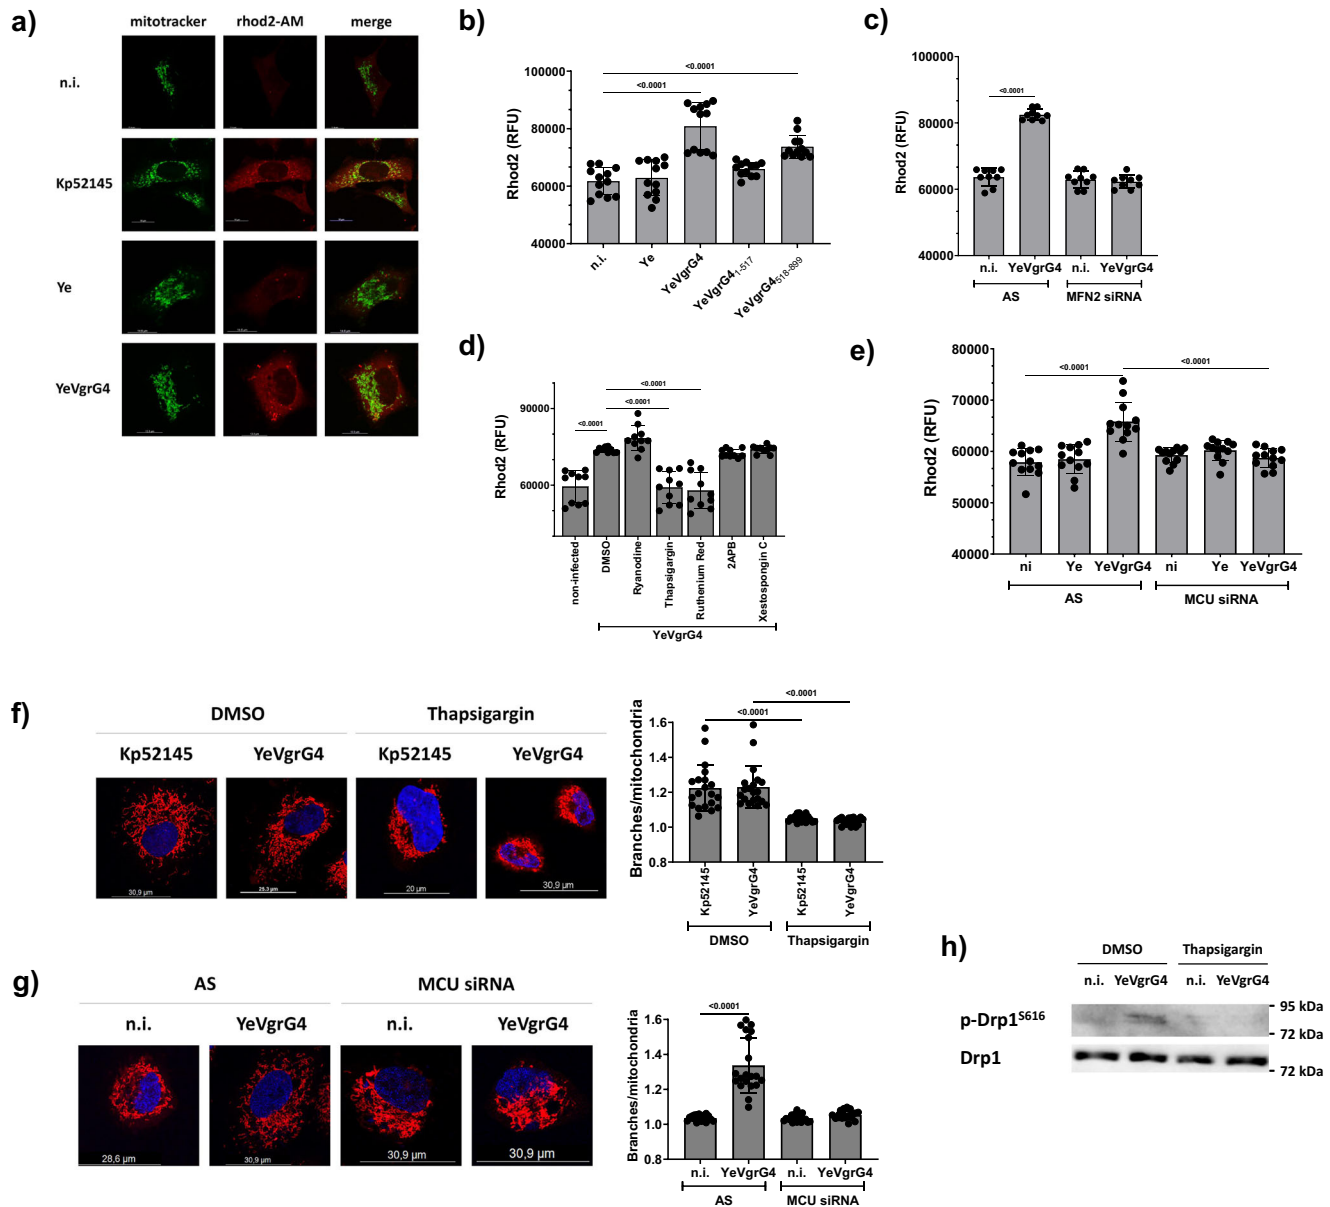 a)
mitotracker rhod2-AM merge
n.i.
Kp52145
Ye
YeVgrG4
b)
Rhod2 (RFU)
100000
80000
60000
40000
<0.0001
<0.0001
n.i. Ye YeVgrG4 YeVgrG4₁₋₅₁₇ YeVgrG4₅₁₈₋₈₉₉
c)
Rhod2 (RFU)
100000
80000
60000
40000
<0.0001
n.i. YeVgrG4 n.i. YeVgrG4
AS MFN2 siRNA
d)
Rhod2 (RFU)
90000
60000
<0.0001
<0.0001
<0.0001
non-infected DMSO Ryanodine Thapsigargin Ruthenium Red 2APB Xestospongin C
YeVgrG4
e)
Rhod2 (RFU)
80000
70000
60000
50000
40000
<0.0001 <0.0001
ni Ye YeVgrG4 ni Ye YeVgrG4
AS MCU siRNA
f)
DMSO Thapsigargin
Kp52145 YeVgrG4 Kp52145 YeVgrG4
30,9 µm 25,3 µm 20 µm 30,9 µm
Branches/mitochondria
1.6
1.4
1.2
1.0
0.8
<0.0001
<0.0001
Kp52145 YeVgrG4 Kp52145 YeVgrG4
DMSO Thapsigargin
g)
AS MCU siRNA
n.i. YeVgrG4 n.i. YeVgrG4
28,6 µm 30,9 µm 30,9 µm 30,9 µm
Branches/mitochondria
1.6
1.4
1.2
1.0
0.8
<0.0001
n.i. YeVgrG4 n.i. YeVgrG4
AS MCU siRNA
h)
DMSO Thapsigargin
n.i. YeVgrG4 n.i. YeVgrG4
p-Drp1ˢ⁶¹⁶
95 kDa
72 kDa
Drp1
72 kDa